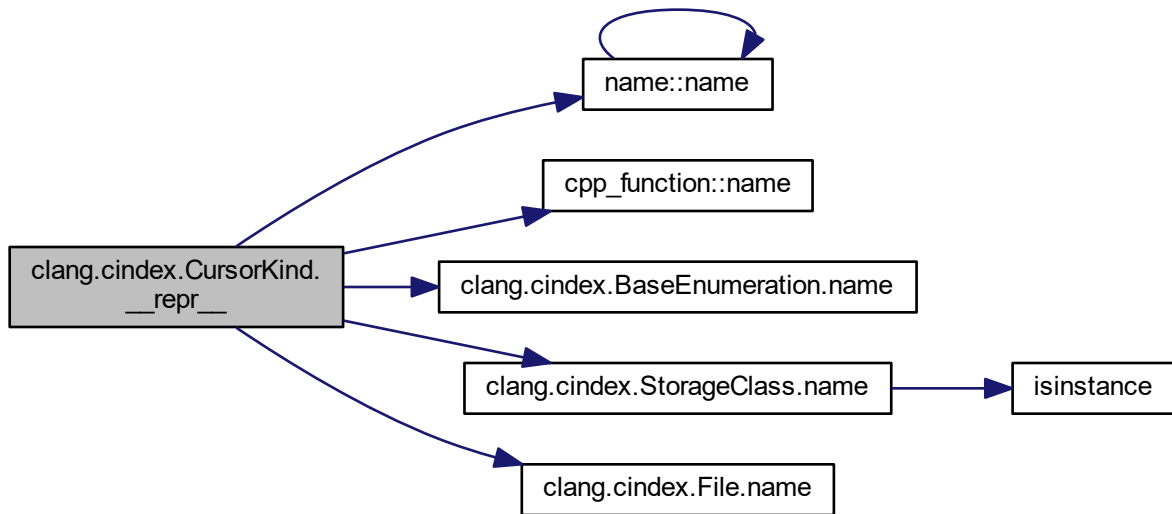 name::name
cpp_function::name
clang.cindex.CursorKind.
__repr__
clang.cindex.BaseEnumeration.name
clang.cindex.StorageClass.name
isinstance
clang.cindex.File.name